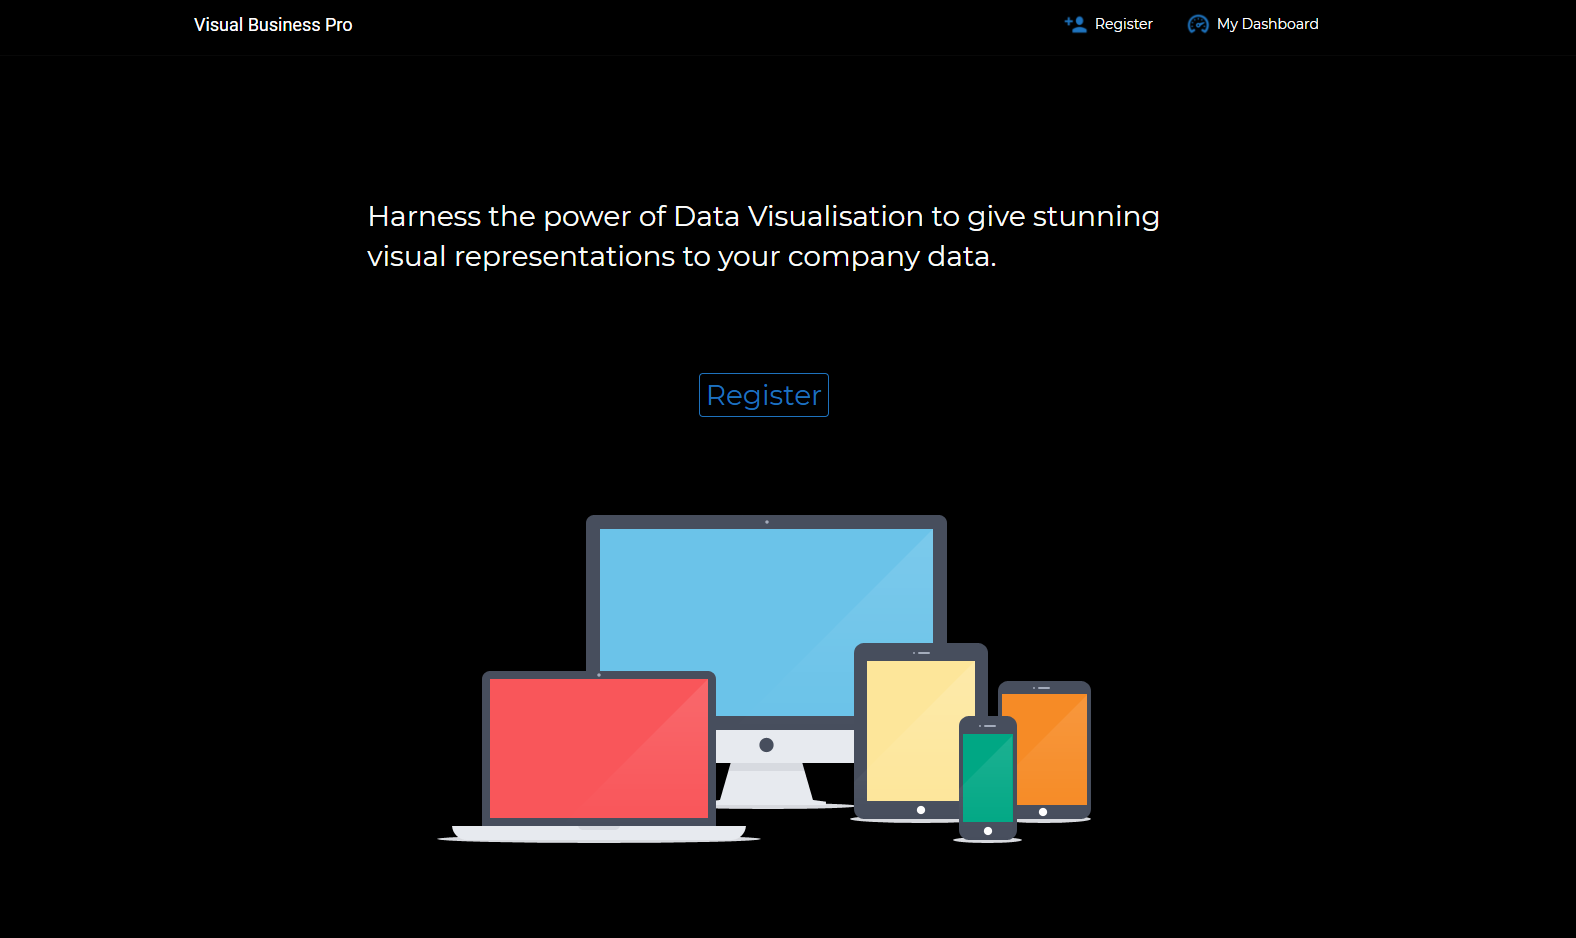 Visual Business Pro
Register
My Dashboard
Harness the power of Data Visualisation to give stunning
visual representations to your company data.
Register